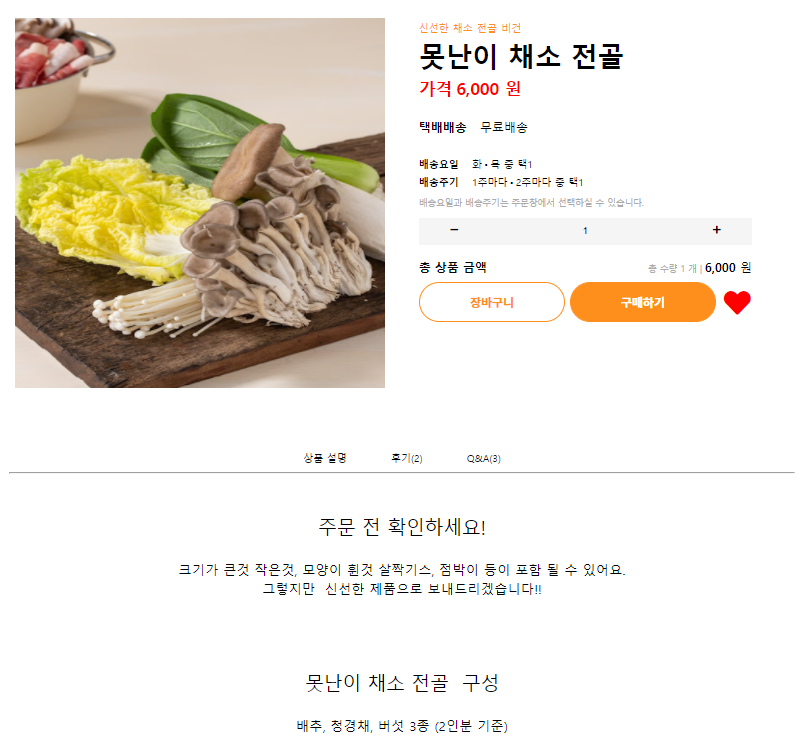 신선한 채소 전골 비건
못난이 채소 전골
가격 6,000 원
택배배송 무료배송
배송요일 화 • 목 중 택1
배송주기 1주마다 • 2주마다 중 택1
배송요일과 배송주기는 주문창에서 선택하실 수 있습니다.
− 1 +
총 상품 금액 총 수량 1 개 | 6,000 원
장바구니 구매하기
상품 설명 후기(2) Q&A(3)
주문 전 확인하세요!
크기가 큰것 작은것, 모양이 휜것 살짝기스, 점박이 등이 포함 될 수 있어요.
그렇지만 신선한 제품으로 보내드리겠습니다!!
못난이 채소 전골 구성
배추, 청경채, 버섯 3종 (2인분 기준)